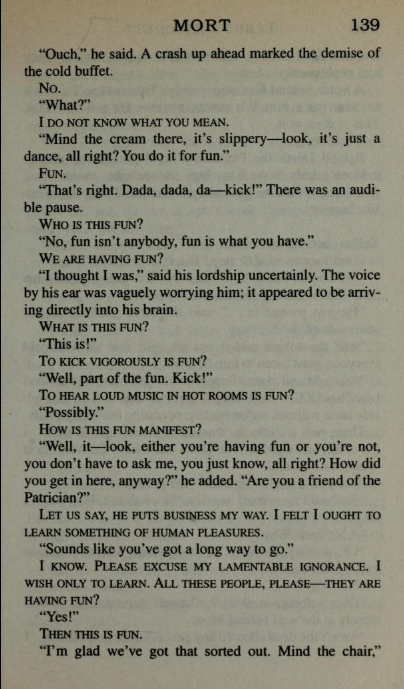 MORT 139
“Ouch,” he said. A crash up ahead marked the demise of
the cold buffet.
NO.
“What?”
I DO NOT KNOW WHAT YOU MEAN.
“Mind the cream there, it’s slippery—look, it’s just a
dance, all right? You do it for fun.”
FUN.
“That’s right. Dada, dada, da—kick!” There was an audi-
ble pause.
WHO IS THIS FUN?
“No, fun isn’t anybody, fun is what you have.”
WE ARE HAVING FUN?
“I thought I was,” said his lordship uncertainly. The voice
by his ear was vaguely worrying him; it appeared to be arriv-
ing directly into his brain.
WHAT IS THIS FUN?
“This is!”
TO KICK VIGOROUSLY IS FUN?
“Well, part of the fun. Kick!”
TO HEAR LOUD MUSIC IN HOT ROOMS IS FUN?
“Possibly.”
HOW IS THIS FUN MANIFEST?
“Well, it—look, either you’re having fun or you’re not,
you don’t have to ask me, you just know, all right? How did
you get in here, anyway?” he added. “Are you a friend of the
Patrician?”
LET US SAY, HE PUTS BUSINESS MY WAY. I FELT I OUGHT TO
LEARN SOMETHING OF HUMAN PLEASURES.
“Sounds like you’ve got a long way to go.”
I KNOW. PLEASE EXCUSE MY LAMENTABLE IGNORANCE. I
WISH ONLY TO LEARN. ALL THESE PEOPLE, PLEASE—THEY ARE
HAVING FUN?
“Yes!”
THEN THIS IS FUN.
“I’m glad we’ve got that sorted out. Mind the chair,”